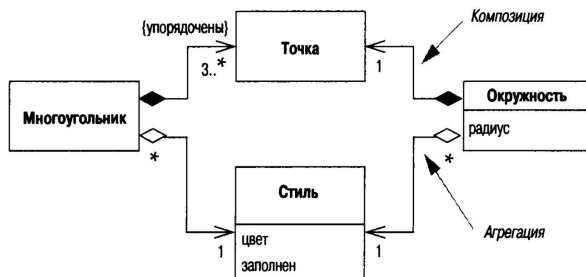 {упорядочены}
Точка
Композиция
3..*
1
Многоугольник
Окружность
радиус
*
*
Стиль
Агрегация
1
цвет
1
заполнен